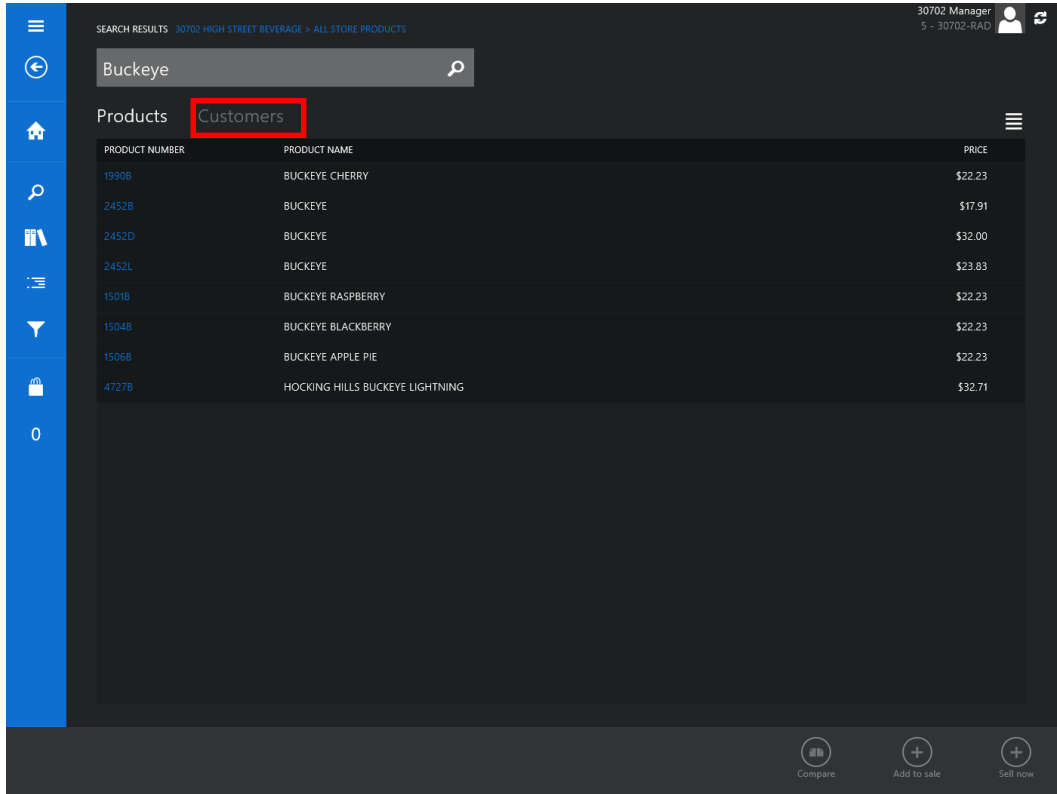 30702 Manager
SEARCH RESULTS 30702 HIGH STREET BEVERAGE > ALL STORE PRODUCTS
5 - 30702-RAD
Buckeye
Products Customers
PRODUCT NUMBER PRODUCT NAME PRICE
1990B BUCKEYE CHERRY $22.23
2452B BUCKEYE $17.91
2452D BUCKEYE $32.00
2452L BUCKEYE $23.83
1501B BUCKEYE RASPBERRY $22.23
1504B BUCKEYE BLACKBERRY $22.23
1506B BUCKEYE APPLE PIE $22.23
4727B HOCKING HILLS BUCKEYE LIGHTNING $32.71
0
Compare Add to sale Sell now